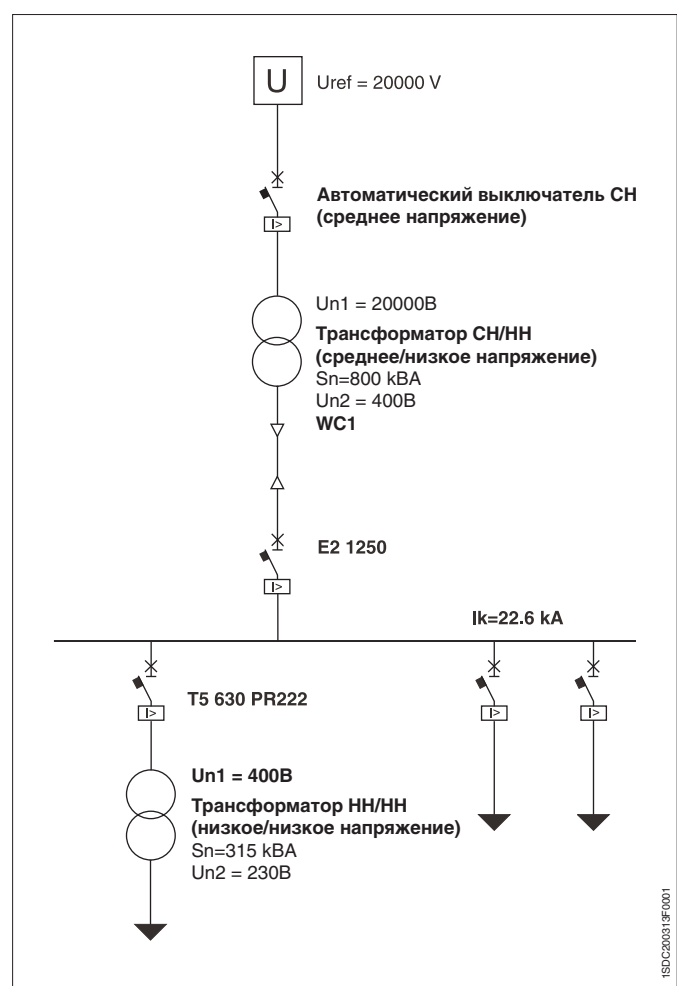 U
Uref = 20000 V
Автоматический выключатель СН
(среднее напряжение)
I>
Un1 = 20000В
Трансформатор СН/НН
(среднее/низкое напряжение)
Sn=800 kBA
Un2 = 400В
WC1
E2 1250
I>
Ik=22.6 kA
T5 630 PR222
I>
I>
I>
Un1 = 400В
Трансформатор НН/НН
(низкое/низкое напряжение)
Sn=315 kBA
Un2 = 230В
1SDC200313F0001